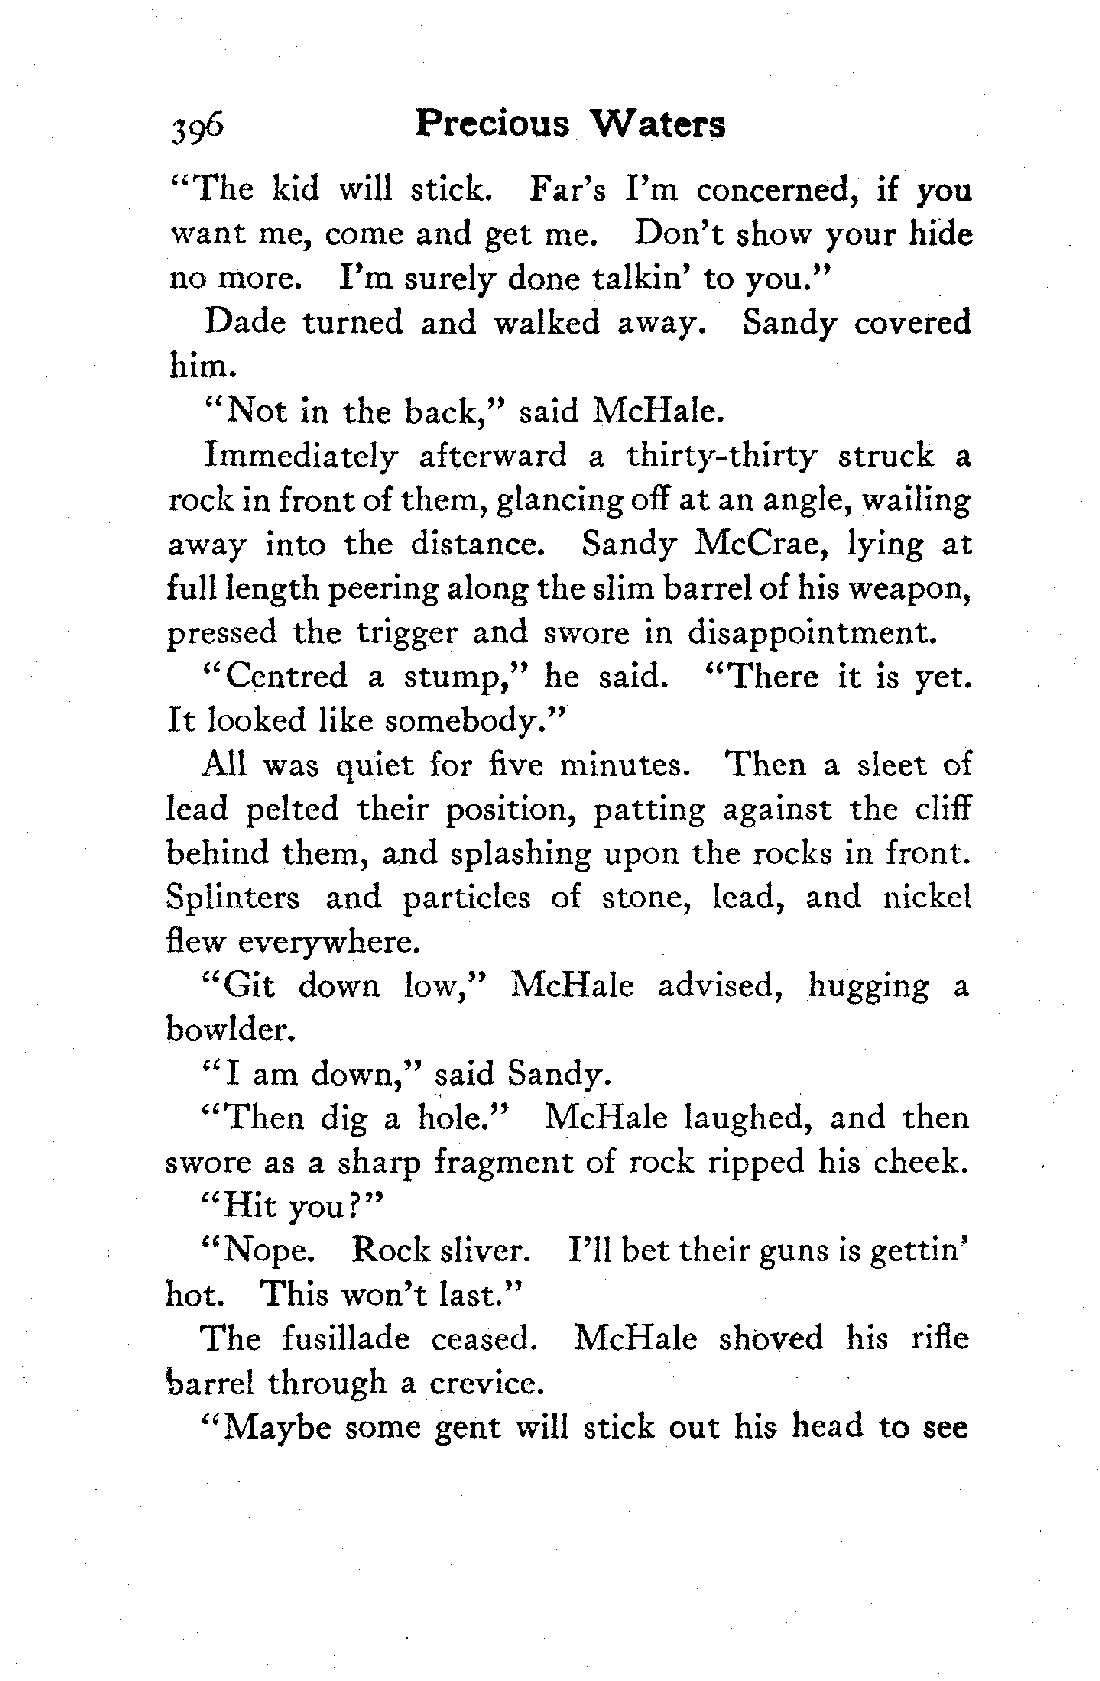 396 Precious Waters
“The kid will stick. Far’s I’m concerned, if you
want me, come and get me. Don’t show your hide
no more. I’m surely done talkin’ to you.”
Dade turned and walked away. Sandy covered
him.
“Not in the back,” said McHale.
Immediately afterward a thirty-thirty struck a
rock in front of them, glancing off at an angle, wailing
away into the distance. Sandy McCrae, lying at
full length peering along the slim barrel of his weapon,
pressed the trigger and swore in disappointment.
“Centred a stump,” he said. “There it is yet.
It looked like somebody.”
All was quiet for five minutes. Then a sleet of
lead pelted their position, patting against the cliff
behind them, and splashing upon the rocks in front.
Splinters and particles of stone, lead, and nickel
flew everywhere.
“Git down low,” McHale advised, hugging a
bowlder.
“I am down,” said Sandy.
“Then dig a hole.” McHale laughed, and then
swore as a sharp fragment of rock ripped his cheek.
“Hit you?”
“Nope. Rock sliver. I’ll bet their guns is gettin’
hot. This won’t last.”
The fusillade ceased. McHale shoved his rifle
barrel through a crevice.
“Maybe some gent will stick out his head to see